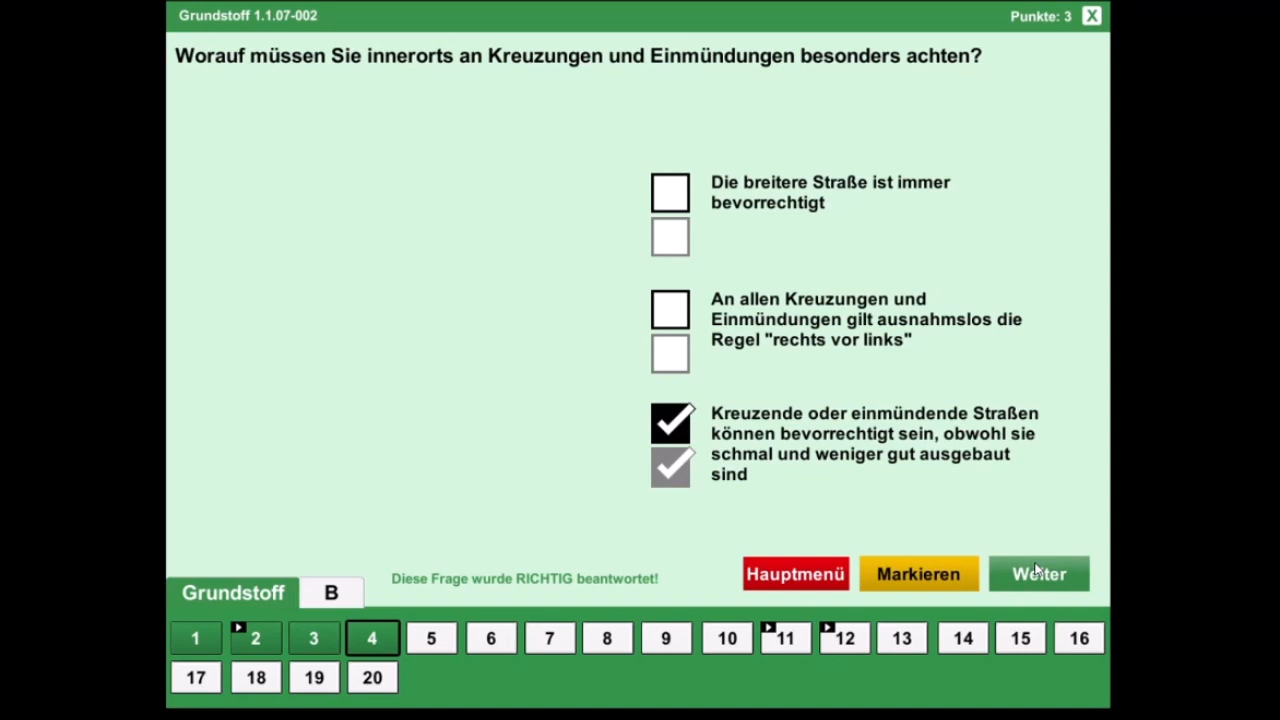 Grundstoff 1.1.07-002
Punkte: 3 X
Worauf müssen Sie innerorts an Kreuzungen und Einmündungen besonders achten?
Die breitere Straße ist immer
bevorrechtigt
An allen Kreuzungen und
Einmündungen gilt ausnahmslos die
Regel "rechts vor links"
Kreuzende oder einmündende Straßen
können bevorrechtigt sein, obwohl sie
schmal und weniger gut ausgebaut
sind
Diese Frage wurde RICHTIG beantwortet!
Hauptmenü
Markieren
Weiter
Grundstoff
B
1 2 3 4 5 6 7 8 9 10 11 12 13 14 15 16
17 18 19 20